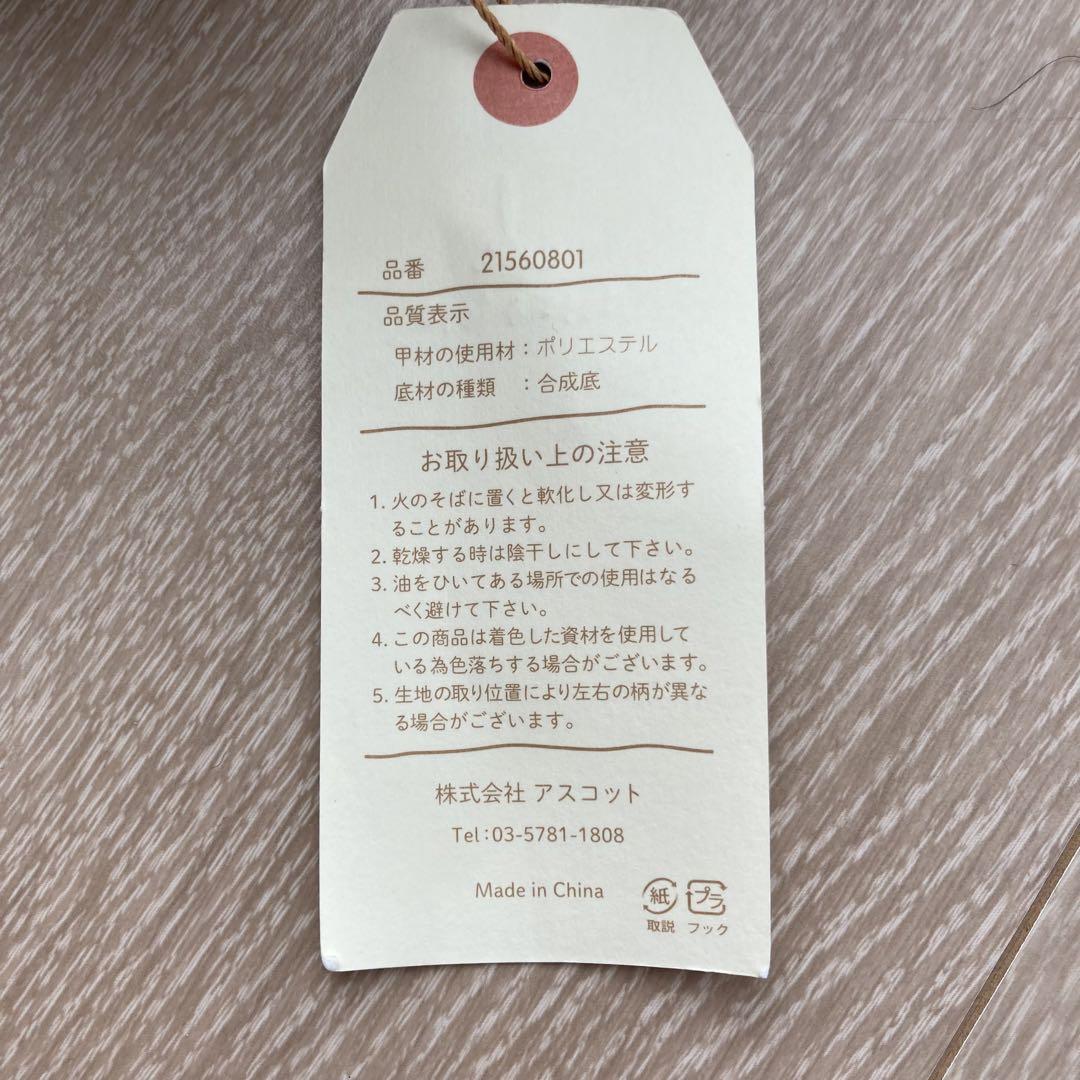 品番 21560801
品質表示
甲材の使用材：ポリエステル
底材の種類 ：合成底
お取り扱い上の注意
1. 火のそばに置くと軟化し又は変形す
ることがあります。
2. 乾燥する時は陰干しにして下さい。
3. 油をひいてある場所での使用はなる
べく避けて下さい。
4. この商品は着色した資材を使用して
いる為色落ちする場合がございます。
5. 生地の取り位置により左右の柄が異な
る場合がございます。
株式会社 アスコット
Tel：03-5781-1808
Made in China
紙 プラ
取説 フック